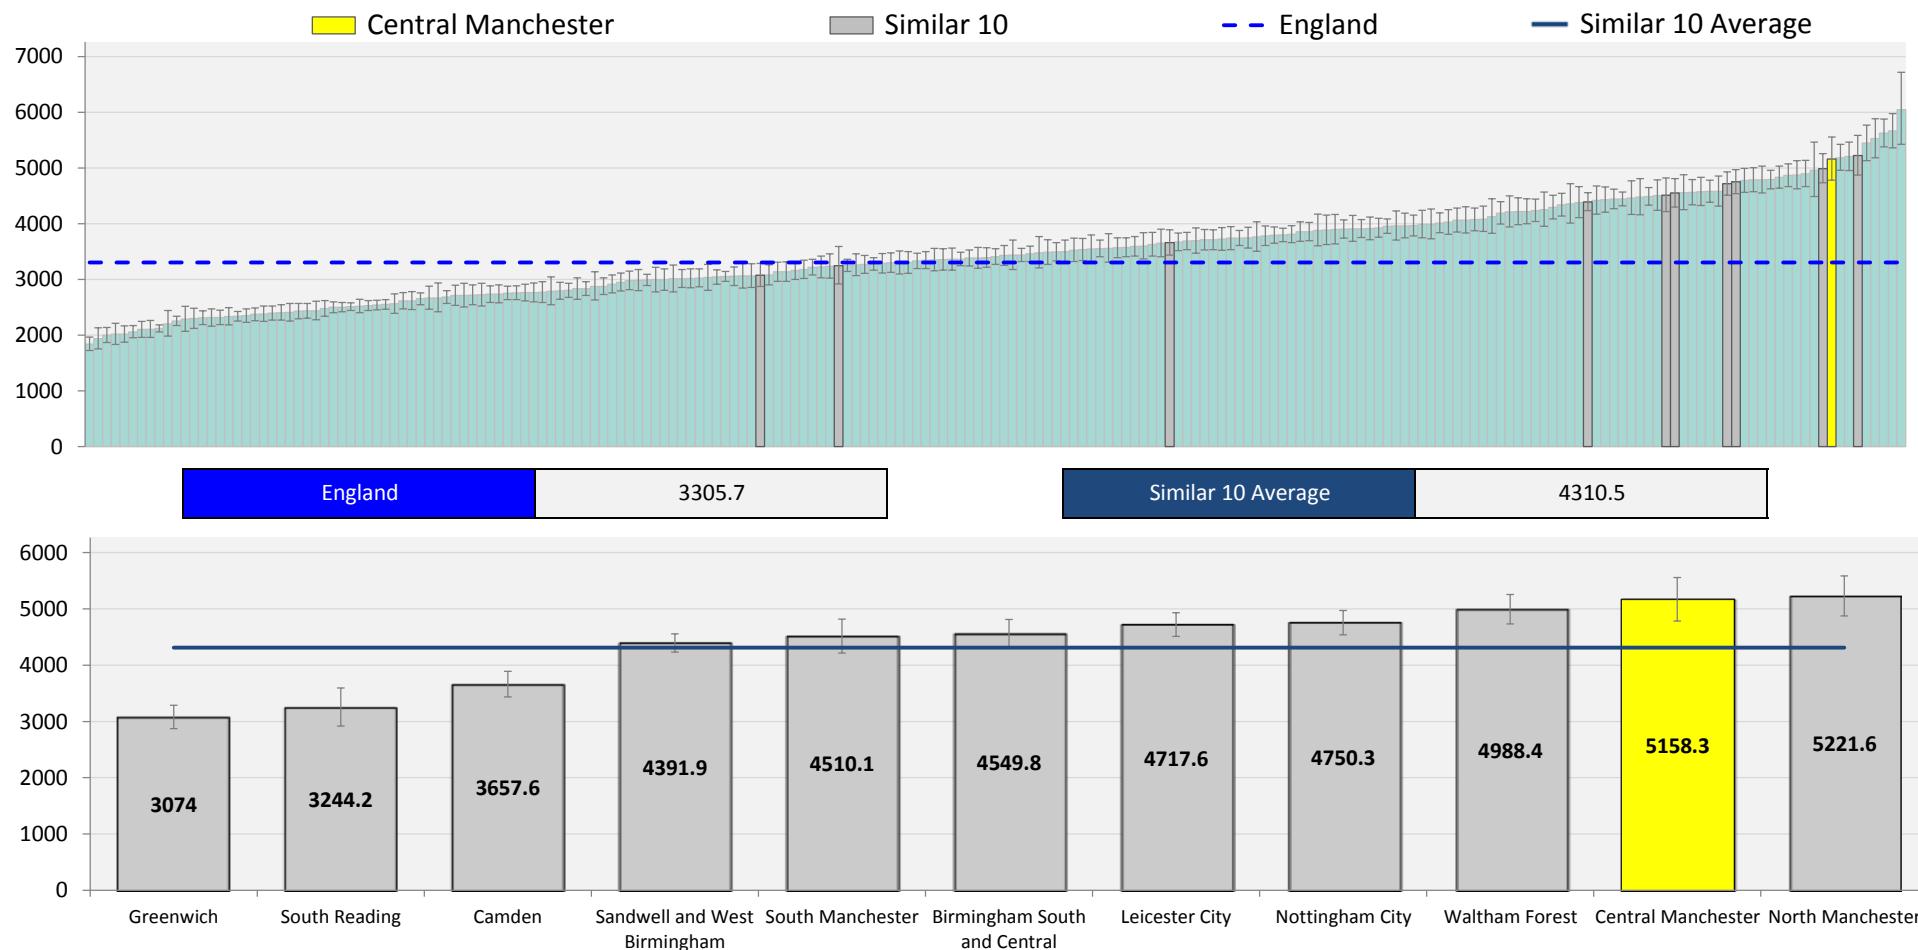 Central Manchester
Similar 10
England
Similar 10 Average
7000
6000
5000
4000
3000
2000
1000
0
England
3305.7
Similar 10 Average
4310.5
6000
5000
4000
3000
2000
1000
0
3074
3244.2
3657.6
4391.9
4510.1
4549.8
4717.6
4750.3
4988.4
5158.3
5221.6
Greenwich
South Reading
Camden
Sandwell and West
Birmingham
South Manchester
Birmingham South
and Central
Leicester City
Nottingham City
Waltham Forest
Central Manchester
North Manchester